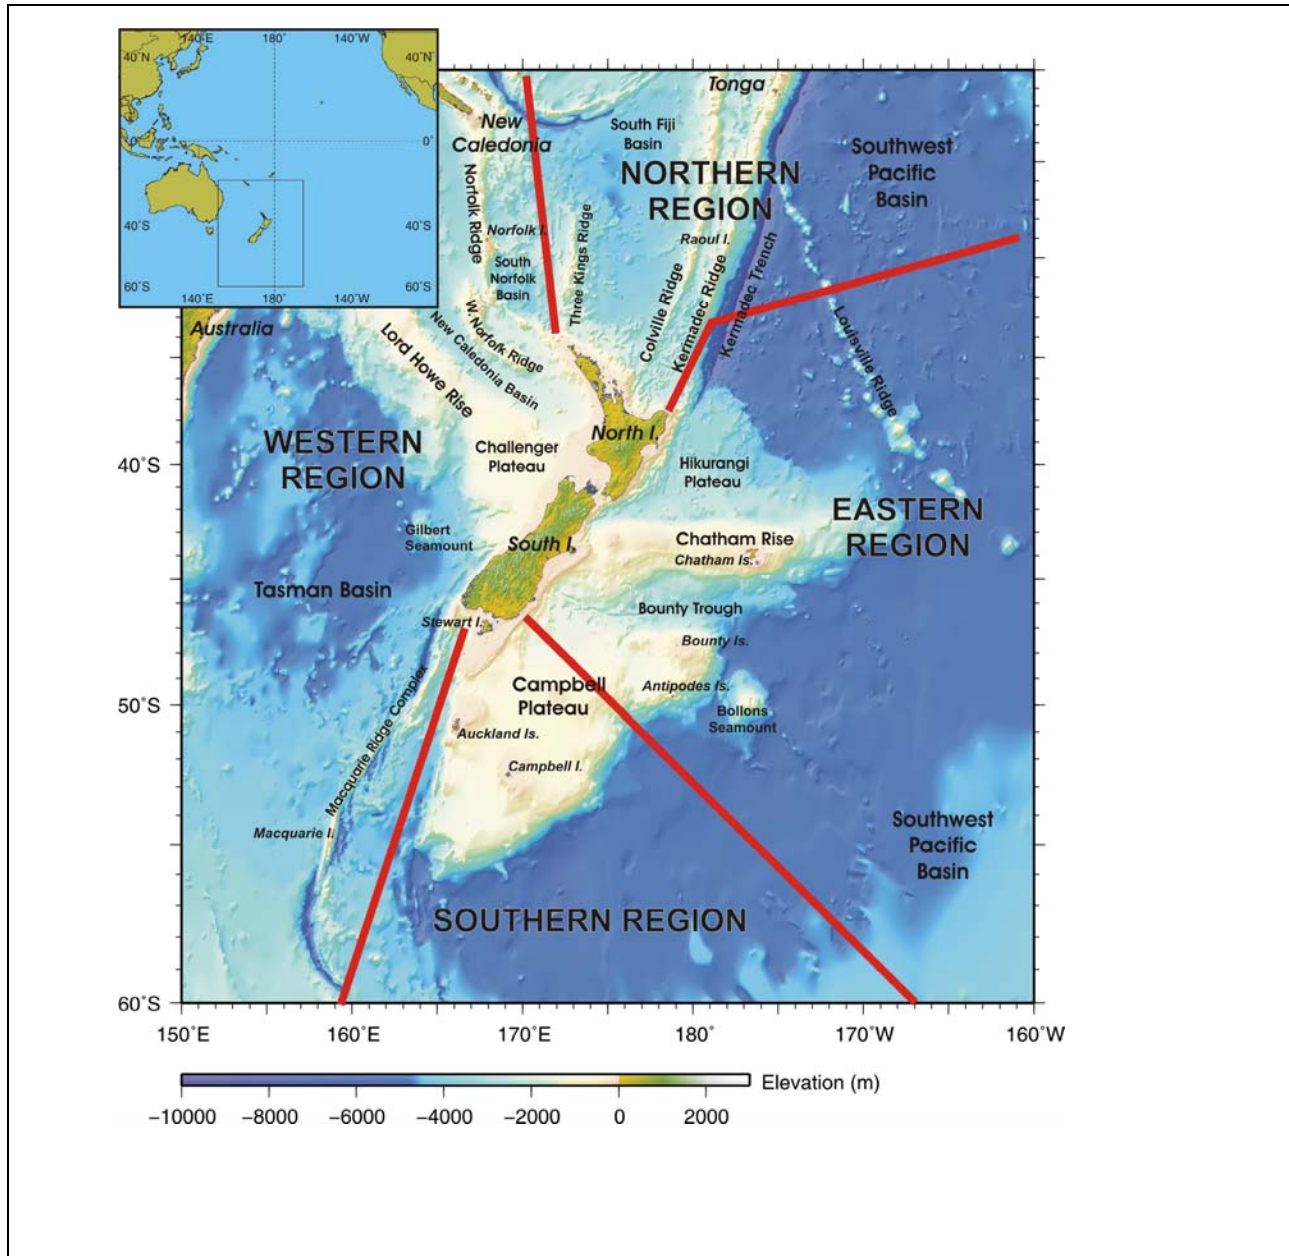 140˚E 180˚ 140˚W
40˚N 40˚N
0˚ 0˚
40˚S 40˚S
60˚S 60˚S
140˚E 180˚ 140˚W
Tonga
New
Caledonia
South Fiji
Basin
Southwest
Pacific
Basin
NORTHERN
REGION
Norfolk Ridge
Norfolk I.
Three Kings Ridge
Raoul I.
South
Norfolk
Basin
Colville Ridge
Kermadec Ridge
Kermadec Trench
Louisville Ridge
Australia
Lord Howe Rise
New Caledonia Basin
W. Norfolk Ridge
WESTERN
REGION
Challenger
Plateau
North I.
Hikurangi
Plateau
40˚S
EASTERN
REGION
Gilbert
Seamount
South I.
Chatham Rise
Chatham Is.
Tasman Basin
Bounty Trough
Stewart I.
Bounty Is.
Macquarie Ridge Complex
Campbell
Plateau
Antipodes Is.
Bollons
Seamount
50˚S
Auckland Is.
Campbell I.
Macquarie I.
Southwest
Pacific
Basin
SOUTHERN REGION
60˚S
150˚E 160˚E 170˚E 180˚ 170˚W 160˚W
Elevation (m)
−10000 −8000 −6000 −4000 −2000 0 2000